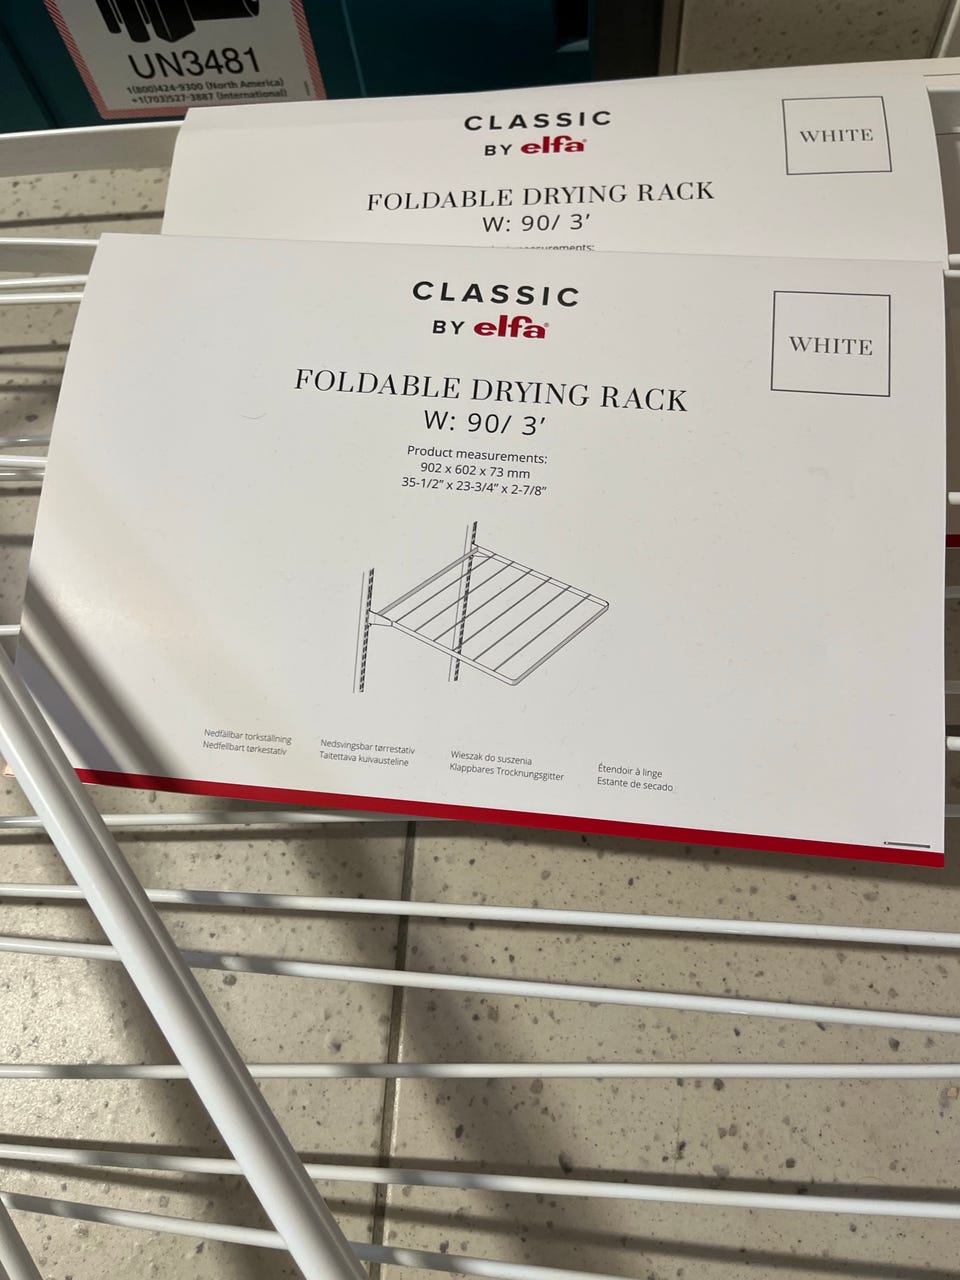 UN3481
1(800)424-9300 (North America)
+1(703)527-3887 (International)
CLASSIC
BY elfa®
WHITE
FOLDABLE DRYING RACK
W: 90/ 3’
measurements:
CLASSIC
BY elfa®
WHITE
FOLDABLE DRYING RACK
W: 90/ 3’
Product measurements:
902 x 602 x 73 mm
35-1/2” x 23-3/4” x 2-7/8”
Nedfällbar torkställning
Nedfellbart tørkestativ
Nedsvingsbar tørrestativ
Taitettava kuivausteline
Wieszak do suszenia
Klappbares Trocknungsgitter
Étendoir à linge
Estante de secado